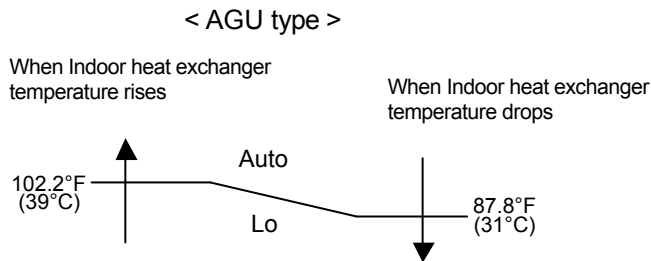 < AGU type >
When Indoor heat exchanger
temperature rises
When Indoor heat exchanger
temperature drops
Auto
102.2°F
(39°C)
Lo
87.8°F
(31°C)